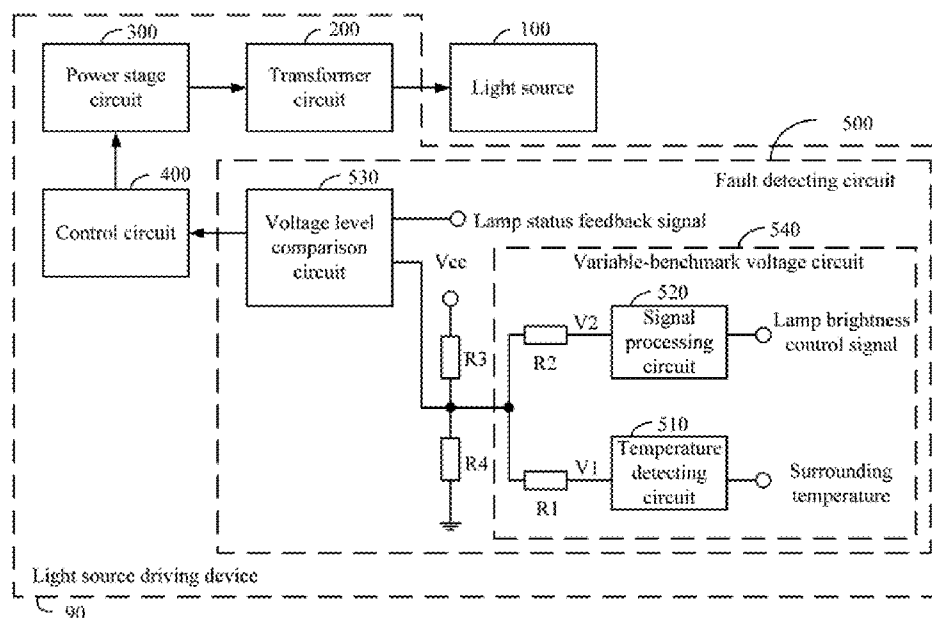 300
200
100
Power stage
circuit
Transformer
circuit
Light source
500
400
530
Fault detecting circuit
Control circuit
Voltage level
comparison
circuit
Lamp status feedback signal
540
Vcc
Variable-benchmark voltage circuit
520
V2
Signal
processing
circuit
Lamp brightness
control signal
R3
R2
510
R4
V1
Temperature
detecting
circuit
Surrounding
temperature
R1
Light source driving device
90